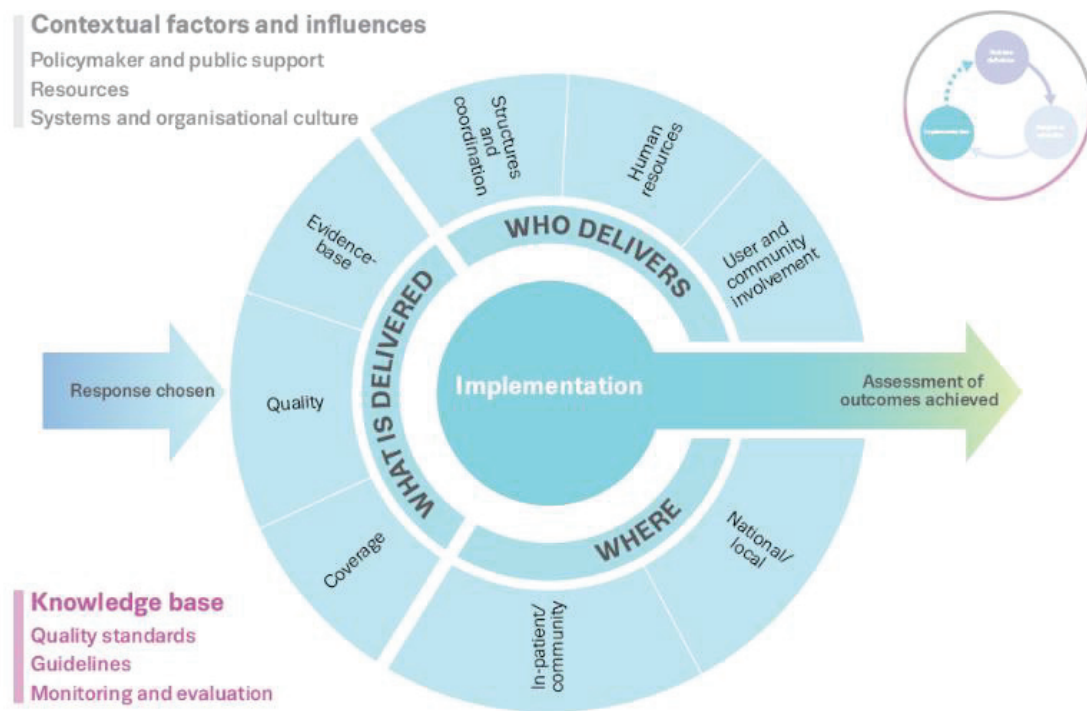 Contextual factors and influences
Policymaker and public support
Resources
Systems and organisational culture
Structures
and
coordination
Human
resources
User and
community
involvement
Evidence-
base
Quality
Coverage
In-patient/
community
National/
local
WHO DELIVERS
WHAT IS DELIVERED
WHERE
Response chosen
Implementation
Assessment of
outcomes achieved
Knowledge base
Quality standards
Guidelines
Monitoring and evaluation